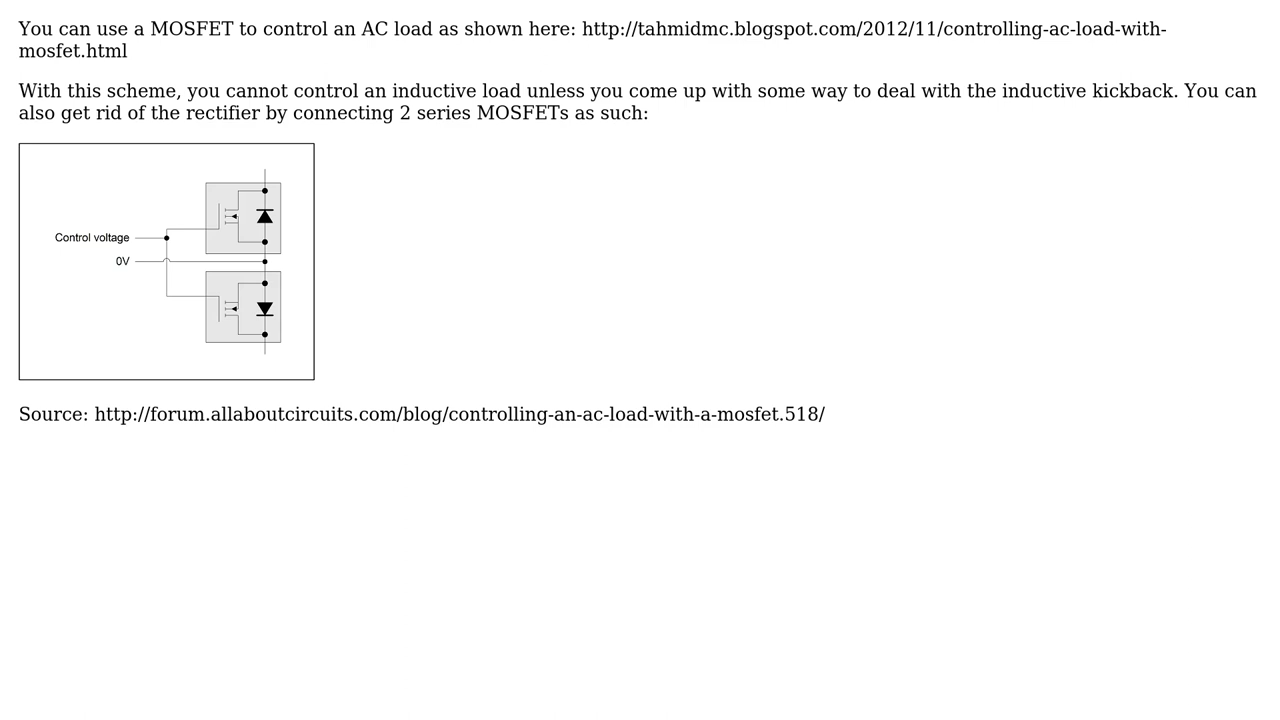 You can use a MOSFET to control an AC load as shown here: http://tahmidmc.blogspot.com/2012/11/controlling-ac-load-with-
mosfet.html
With this scheme, you cannot control an inductive load unless you come up with some way to deal with the inductive kickback. You can
also get rid of the rectifier by connecting 2 series MOSFETs as such:
Control voltage
0V
Source: http://forum.allaboutcircuits.com/blog/controlling-an-ac-load-with-a-mosfet.518/